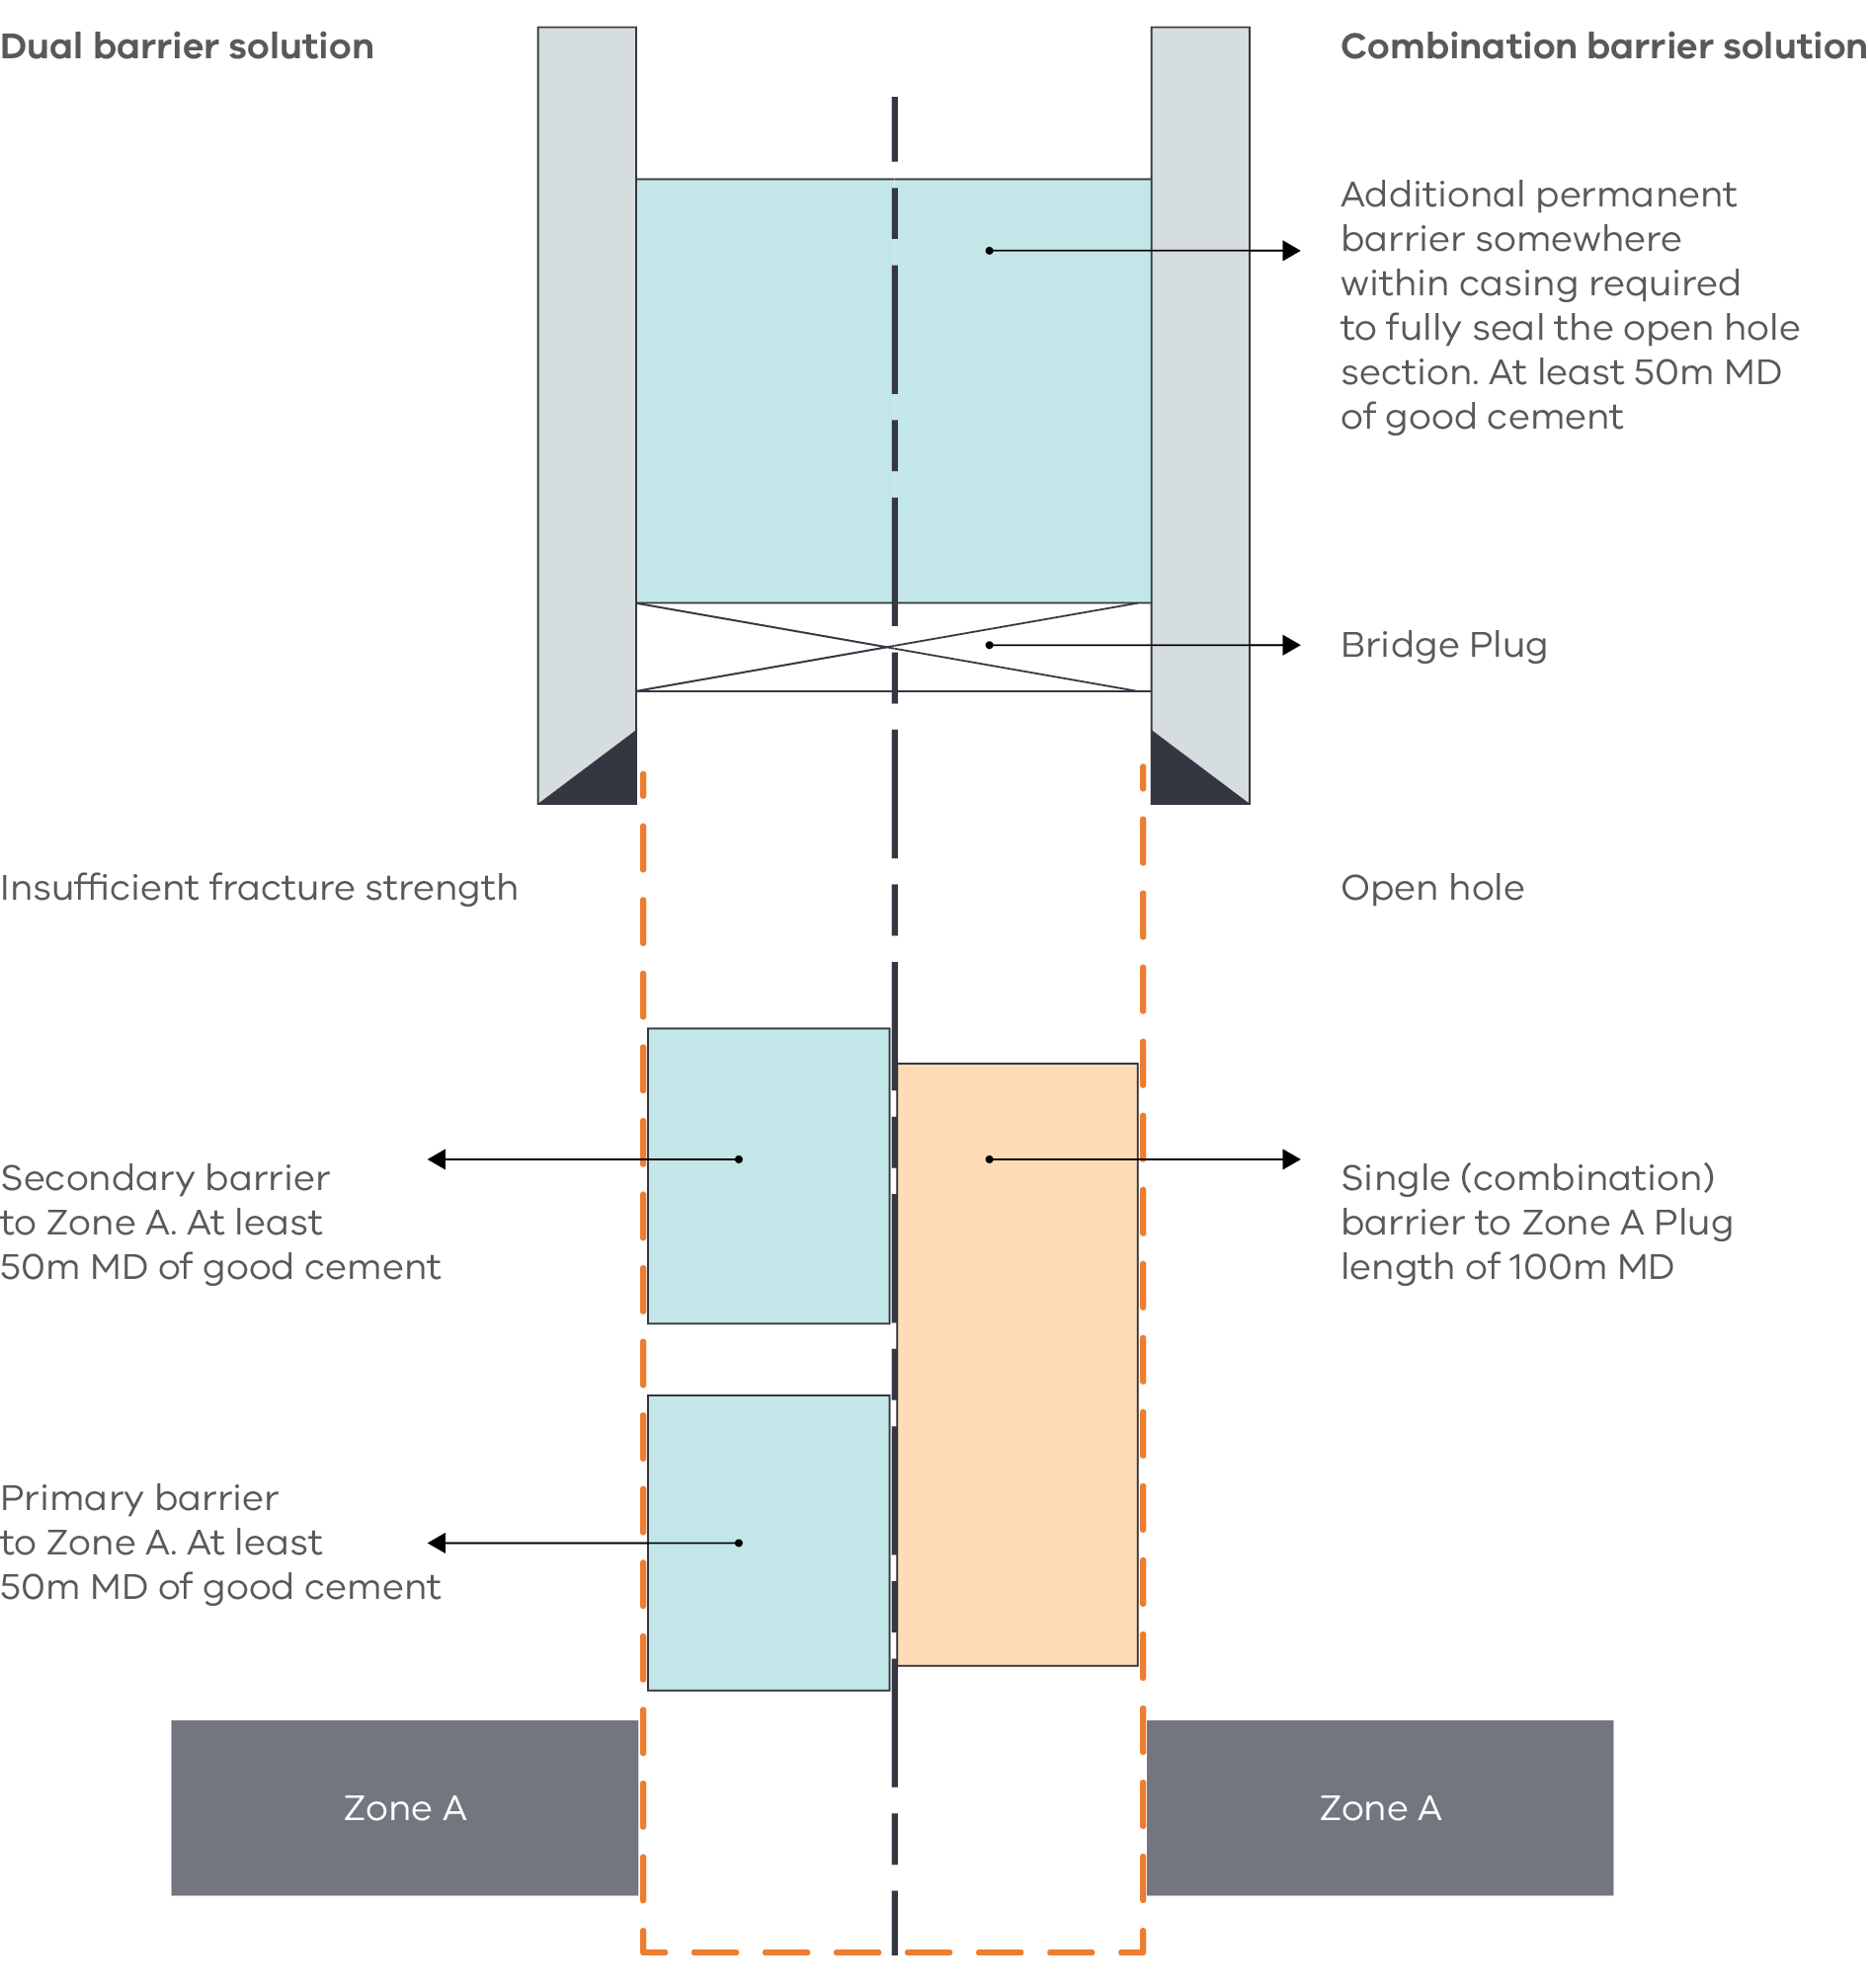 Dual barrier solution
Combination barrier solution
Additional permanent
barrier somewhere
within casing required
to fully seal the open hole
section. At least 50m MD
of good cement
Bridge Plug
Insufficient fracture strength
Open hole
Secondary barrier
to Zone A. At least
50m MD of good cement
Single (combination)
barrier to Zone A Plug
length of 100m MD
Primary barrier
to Zone A. At least
50m MD of good cement
Zone A
Zone A